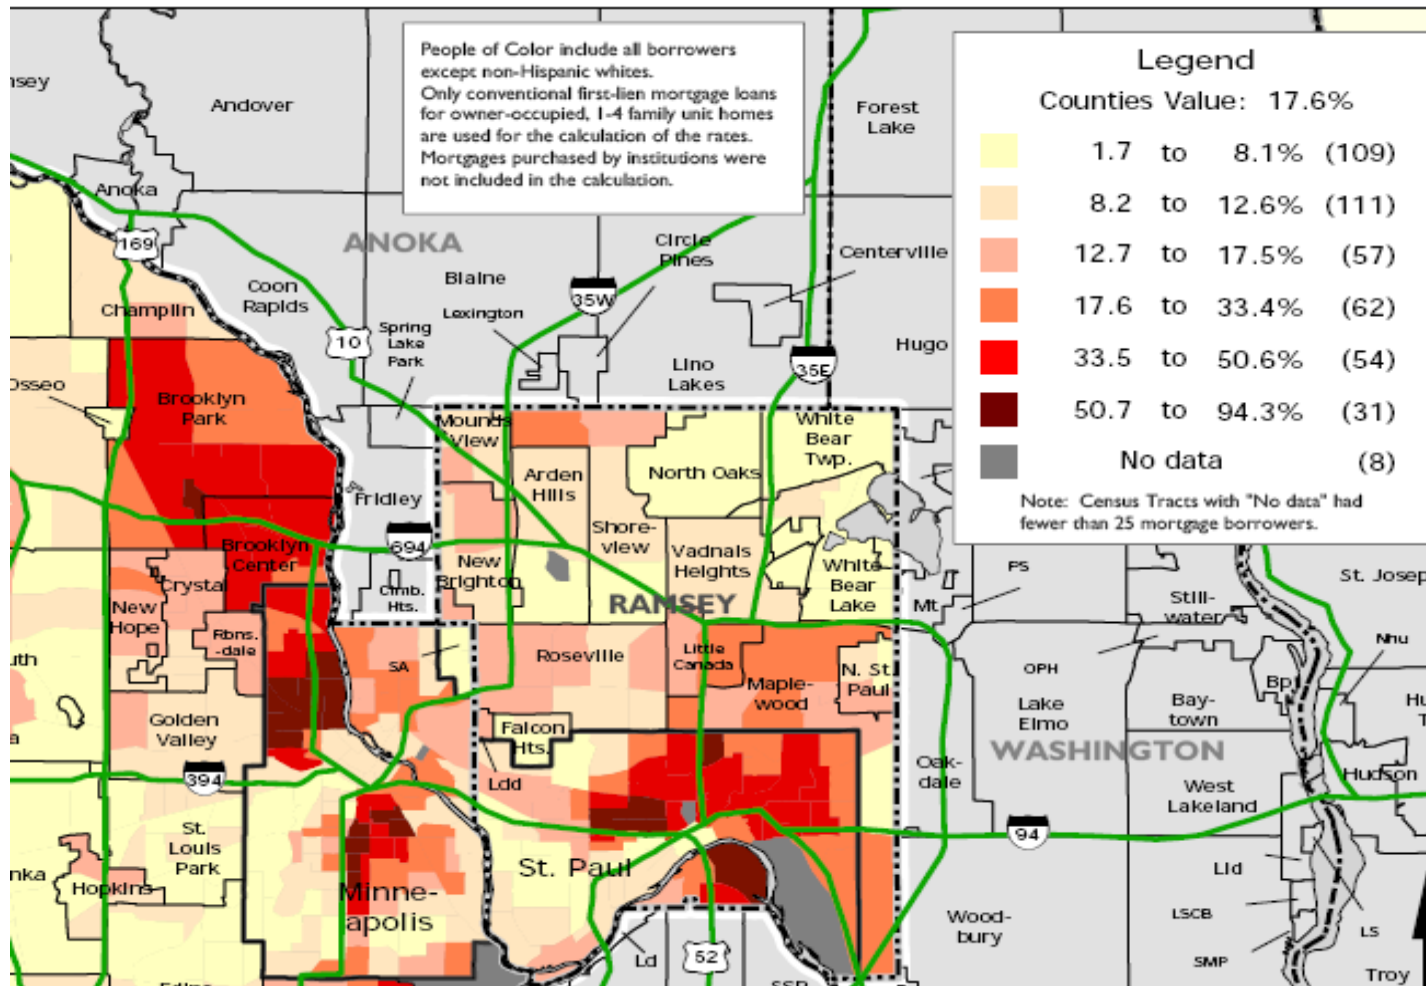 People of Color include all borrowers
except non-Hispanic whites.
Only conventional first-lien mortgage loans
for owner-occupied, 1-4 family unit homes
are used for the calculation of the rates.
Mortgages purchased by institutions were
not included in the calculation.
Legend
Counties Value: 17.6%
1.7 to 8.1% (109)
8.2 to 12.6% (111)
12.7 to 17.5% (57)
17.6 to 33.4% (62)
33.5 to 50.6% (54)
50.7 to 94.3% (31)
No data (8)
Note: Census Tracts with "No data" had
fewer than 25 mortgage borrowers.
nsey
Andover
Forest
Lake
Anoka
169
ANOKA
Circle
Pines
Centerville
Blaine
Coon
Rapids
35W
Champlin
Lexington
Spring
Lake
Park
10
Hugo
35E
Lino
Lakes
Osseo
Brooklyn
Park
Mounds
View
White
Bear
Twp.
Arden
Hills
North Oaks
Fridley
Shore-
view
694
Brooklyn
Center
Vadnais
Heights
New
Brighton
White
Bear
Lake
Crystal
Clmb.
Hts.
RAMSEY
Mt
PS
St. Josep
Still-
water
New
Hope
Rbns.
-dale
Nhu
uth
SA
Roseville
Little
Canada
N. St.
Paul
OPH
Bp
Maple-
wood
Lake
Elmo
Bay-
town
Hu
T
Golden
Valley
Falcon
Hts.
WASHINGTON
a
394
Ldd
Oak-
dale
Hudson
West
Lakeland
St.
Louis
Park
94
St. Paul
Lld
nka
Hopkins
Minne-
apolis
LSCB
Wood-
bury
LS
Ld
52
SMP
Troy
SSP
Edina